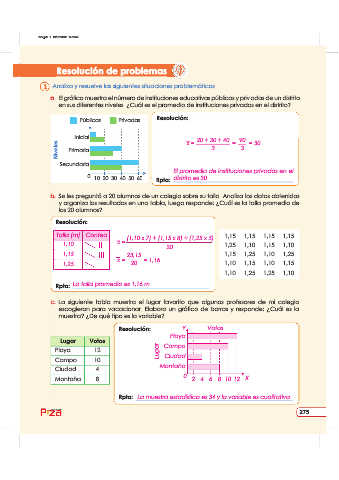 Resolución de problemas
1 Analiza y resuelve las siguientes situaciones problemáticas
a. El gráfico muestra el número de instituciones educativas públicas y privadas de un distrito
en sus diferentes niveles ¿Cuál es el promedio de instituciones privadas en el distrito?
Públicas Privadas
Niveles
Inicial
Primaria
Secundaria
0 10 20 30 40 50 60
Resolución:
x̄ = 20 + 30 + 40 / 3 = 90 / 3 = 30
El promedio de instituciones privadas en el
Rpta: distrito es 30
b. Se les preguntó a 20 alumnos de un colegio sobre su talla. Analiza los datos obtenidos
y organiza los resultados en una tabla, luego responde: ¿Cuál es la talla promedio de
los 20 alumnos?
Resolución:
Talla (m) Conteo
1,10 II
1,15 III
1,25
x̄ = (1,10 x 7) + (1,15 x 8) + (1,25 x 5) / 20
x̄ = 23,15 / 20 = 1,16
Rpta: La talla promedio es 1,16 m
1,15 1,15 1,15 1,15
1,25 1,10 1,15 1,10
1,15 1,25 1,10 1,25
1,10 1,15 1,10 1,15
1,10 1,25 1,25 1,10
c. La siguiente tabla muestra el lugar favorito que algunos profesores de mi colegio
escogieron para vacacionar. Elabora un gráfico de barras y responde: ¿Cuál es la
muestra? ¿De qué tipo es la variable?
Lugar Votos
Playa 12
Campo 10
Ciudad 4
Montaña 8
Resolución:
Y Votos
Lugar
Playa
Campo
Ciudad
Montaña
0 2 4 6 8 10 12 X
Rpta: La muestra estadística es 34 y la variable es cualitativa
275